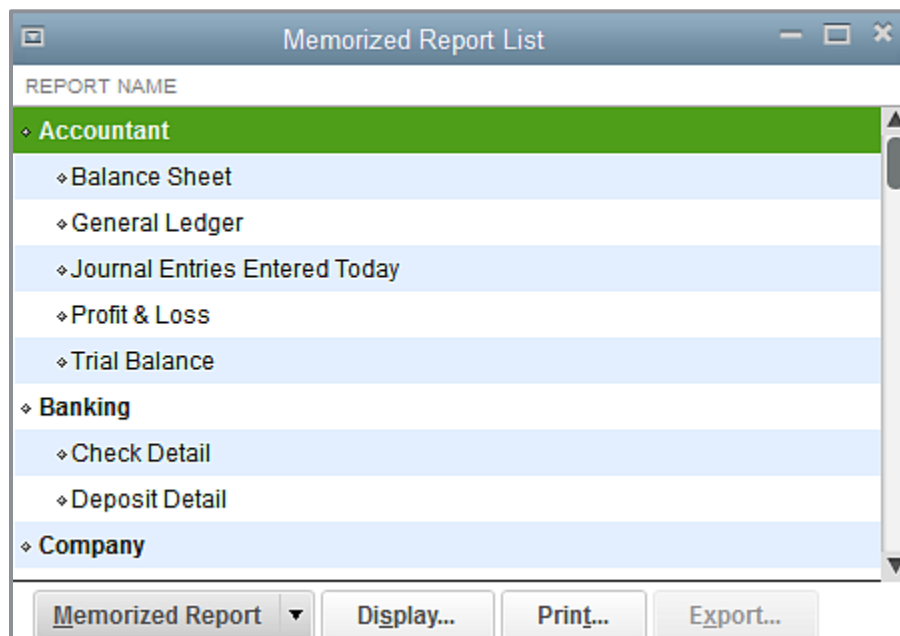 Memorized Report List
REPORT NAME
Accountant
Balance Sheet
General Ledger
Journal Entries Entered Today
Profit & Loss
Trial Balance
Banking
Check Detail
Deposit Detail
Company
Memorized Report Display... Print... Export...